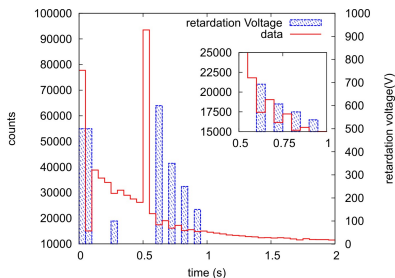 retardation Voltage
data
100000 1000
90000 900
80000 800
70000 700
60000 600
50000 500
40000 400
30000 300
20000 200
10000 100
0
25000
22500
20000
17500
15000
0.5 0.75 1
0 0.5 1 1.5 2
counts
time (s)
retardation voltage(V)